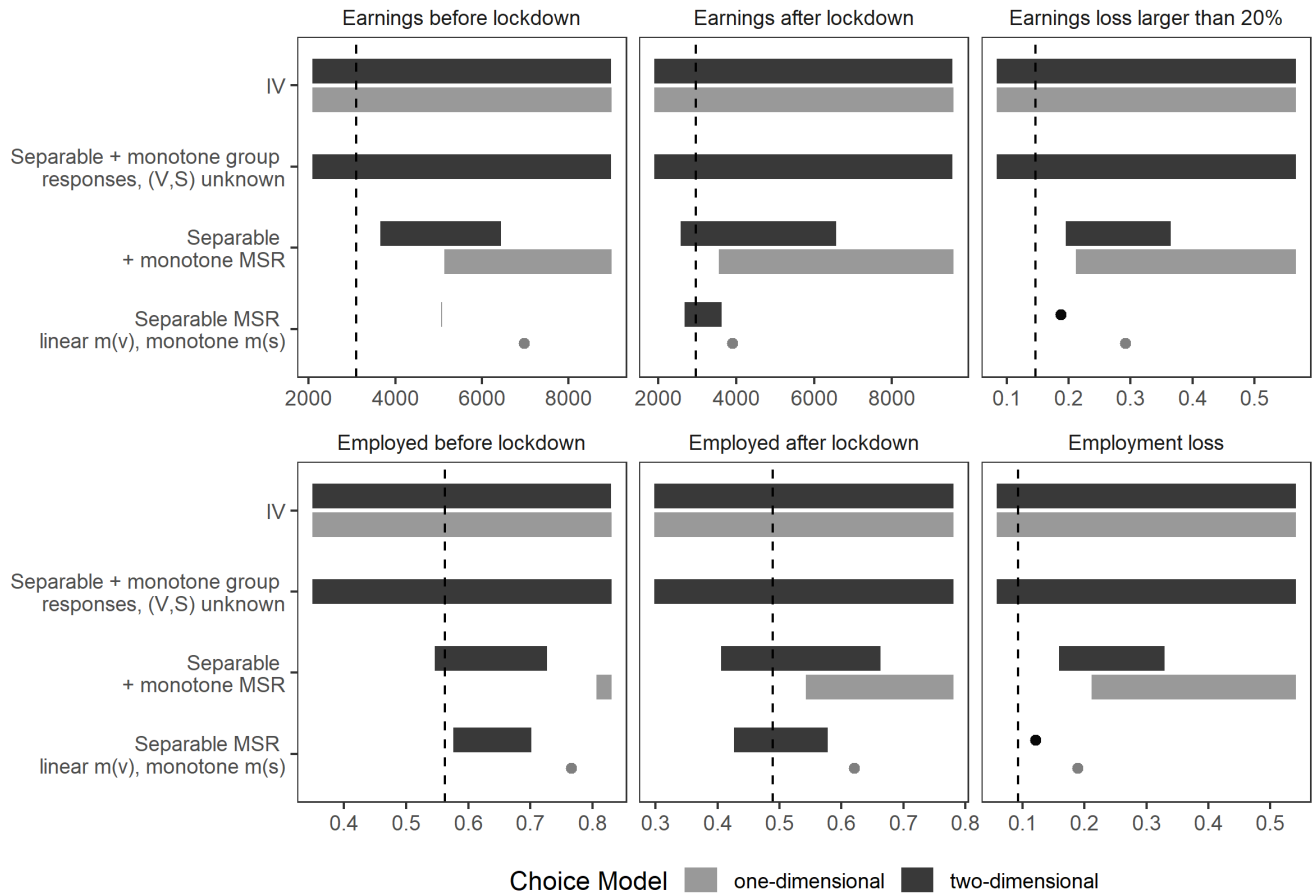 Earnings before lockdown
Earnings after lockdown
Earnings loss larger than 20%
IV
Separable + monotone group
responses, (V,S) unknown
Separable
+ monotone MSR
Separable MSR
linear m(v), monotone m(s)
2000 4000 6000 8000
2000 4000 6000 8000
0.1 0.2 0.3 0.4 0.5
Employed before lockdown
Employed after lockdown
Employment loss
IV
Separable + monotone group
responses, (V,S) unknown
Separable
+ monotone MSR
Separable MSR
linear m(v), monotone m(s)
0.4 0.5 0.6 0.7 0.8
0.3 0.4 0.5 0.6 0.7 0.8
0.1 0.2 0.3 0.4 0.5
Choice Model one-dimensional two-dimensional